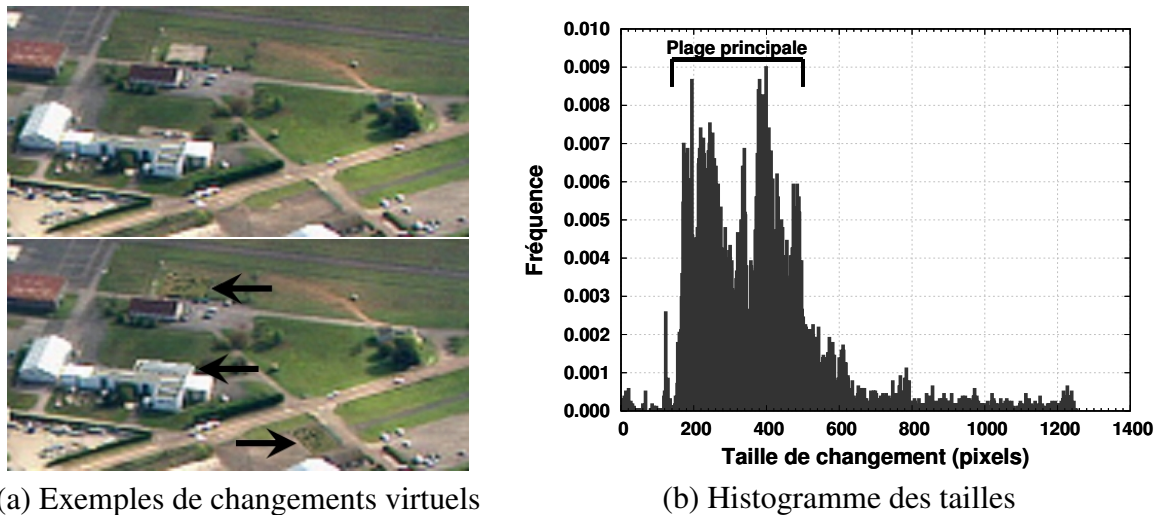 0.010
0.009
0.008
0.007
0.006
0.005
0.004
0.003
0.002
0.001
0.000
Fréquence
Plage principale
0 200 400 600 800 1000 1200 1400
Taille de changement (pixels)
(a) Exemples de changements virtuels
(b) Histogramme des tailles